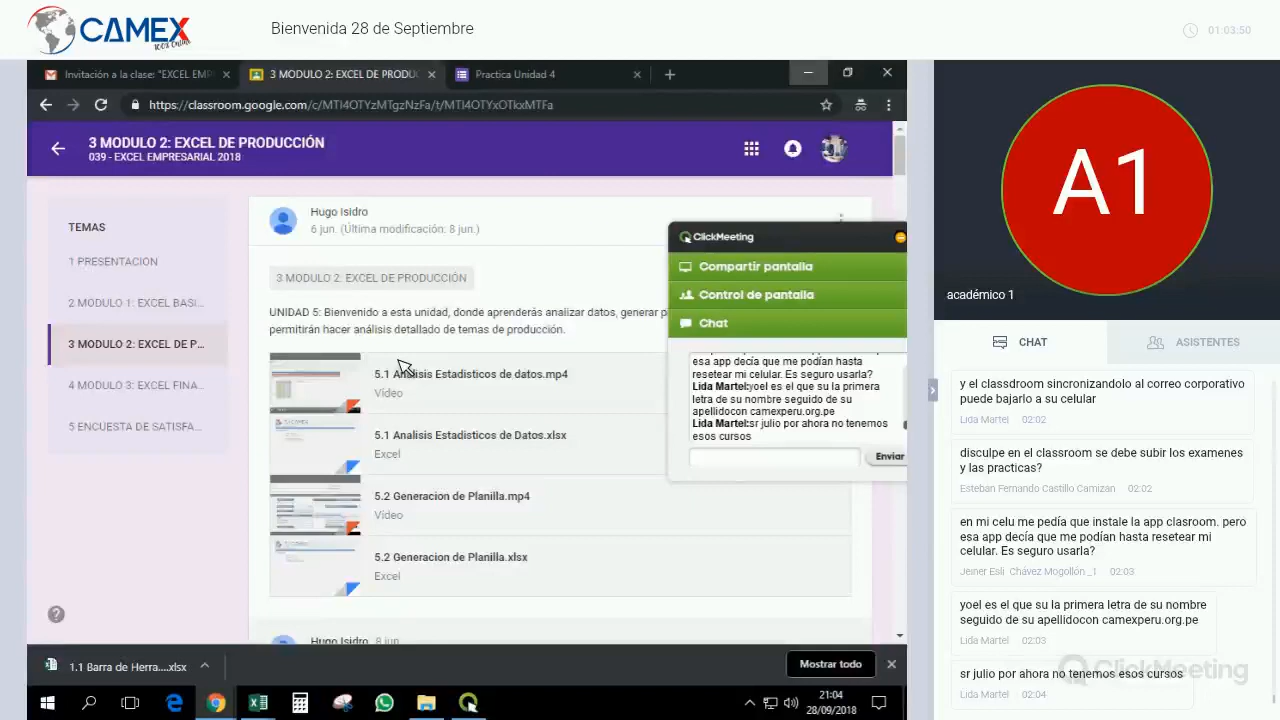 CAMEX
100% Online
Bienvenida 28 de Septiembre
01:03:50
Invitación a la clase: "EXCEL EMP
3 MODULO 2: EXCEL DE PRODU
Practica Unidad 4
https://classroom.google.com/c/MTI4OTYzMTgzNzFa/t/MTI4OTYxOTkxMTFa
3 MODULO 2: EXCEL DE PRODUCCIÓN
039 - EXCEL EMPRESARIAL 2018
TEMAS
1 PRESENTACION
2 MODULO 1: EXCEL BASI...
3 MODULO 2: EXCEL DE P...
4 MODULO 3: EXCEL FINA...
5 ENCUESTA DE SATISFA...
Hugo Isidro
6 jun. (Última modificación: 8 jun.)
3 MODULO 2: EXCEL DE PRODUCCIÓN
UNIDAD 5: Bienvenido a esta unidad, donde aprenderás analizar datos, generar p
permitirán hacer análisis detallado de temas de producción.
5.1 Analisis Estadisticos de datos.mp4
Vídeo
5.1 Analisis Estadisticos de Datos.xlsx
Excel
5.2 Generacion de Planilla.mp4
Vídeo
5.2 Generacion de Planilla.xlsx
Excel
Hugo Isidro 8 jun.
ClickMeeting
Compartir pantalla
Control de pantalla
Chat
esa app decía que me podían hasta
resetear mi celular. Es seguro usarla?
Lida Martel:yoel es el que su la primera
letra de su nombre seguido de su
apellidocon camexperu.org.pe
Lida Martel:sr julio por ahora no tenemos
esos cursos
Enviar
1.1 Barra de Herra....xlsx
Mostrar todo
21:04
28/09/2018
A1
académico 1
CHAT
ASISTENTES
y el classdroom sincronizandolo al correo corporativo
puede bajarlo a su celular
Lida Martel 02:02
disculpe en el classroom se debe subir los examenes
y las practicas?
Esteban Fernando Castillo Camizan 02:02
en mi celu me pedía que instale la app clasroom. pero
esa app decía que me podían hasta resetear mi
celular. Es seguro usarla?
Jeiner Esli Chávez Mogollón _1 02:03
yoel es el que su la primera letra de su nombre
seguido de su apellidocon camexperu.org.pe
Lida Martel 02:03
sr julio por ahora no tenemos esos cursos
Lida Martel 02:04
ClickMeeting